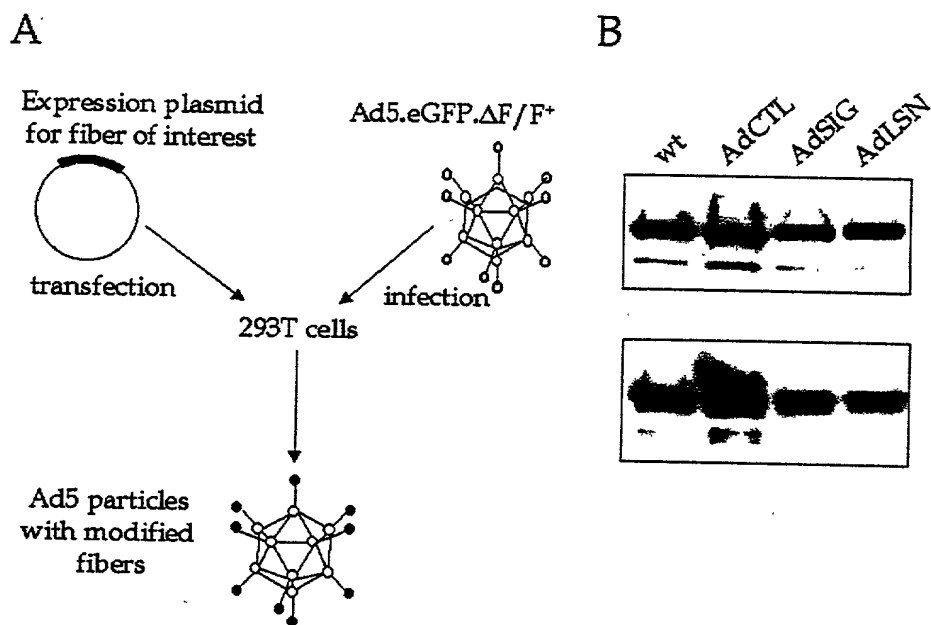 A
B
Expression plasmid
for fiber of interest
Ad5.eGFP.ΔF/F⁺
wt
AdCTL
AdSIG
AdLSN
transfection
infection
293T cells
Ad5 particles
with modified
fibers